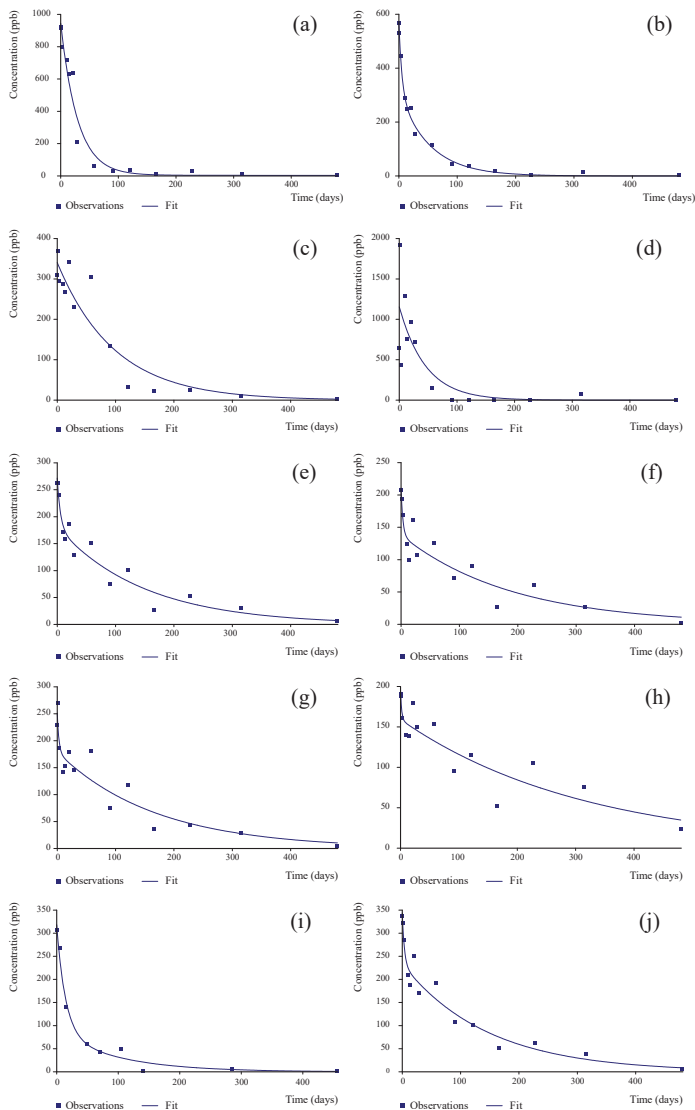 (a)
Concentration (ppb)
1000
800
600
400
200
0
0 100 200 300 400
Time (days)
Observations Fit
(b)
Concentration (ppb)
600
400
200
0
0 100 200 300 400
Time (days)
Observations Fit
(c)
Concentration (ppb)
400
300
200
100
0
0 100 200 300 400
Time (days)
Observations Fit
(d)
Concentration (ppb)
2000
1500
1000
500
0
0 100 200 300 400
Time (days)
Observations Fit
(e)
Concentration (ppb)
300
250
200
150
100
50
0
0 100 200 300 400
Time (days)
Observations Fit
(f)
Concentration (ppb)
250
200
150
100
50
0
0 100 200 300 400
Time (days)
Observations Fit
(g)
Concentration (ppb)
300
250
200
150
100
50
0
0 100 200 300 400
Time (days)
Observations Fit
(h)
Concentration (ppb)
200
150
100
50
0
0 100 200 300 400
Time (days)
Observations Fit
(i)
Concentration (ppb)
350
300
250
200
150
100
50
0
0 100 200 300 400
Time (days)
Observations Fit
(j)
Concentration (ppb)
350
300
250
200
150
100
50
0
0 100 200 300 400
Time (days)
Observations Fit